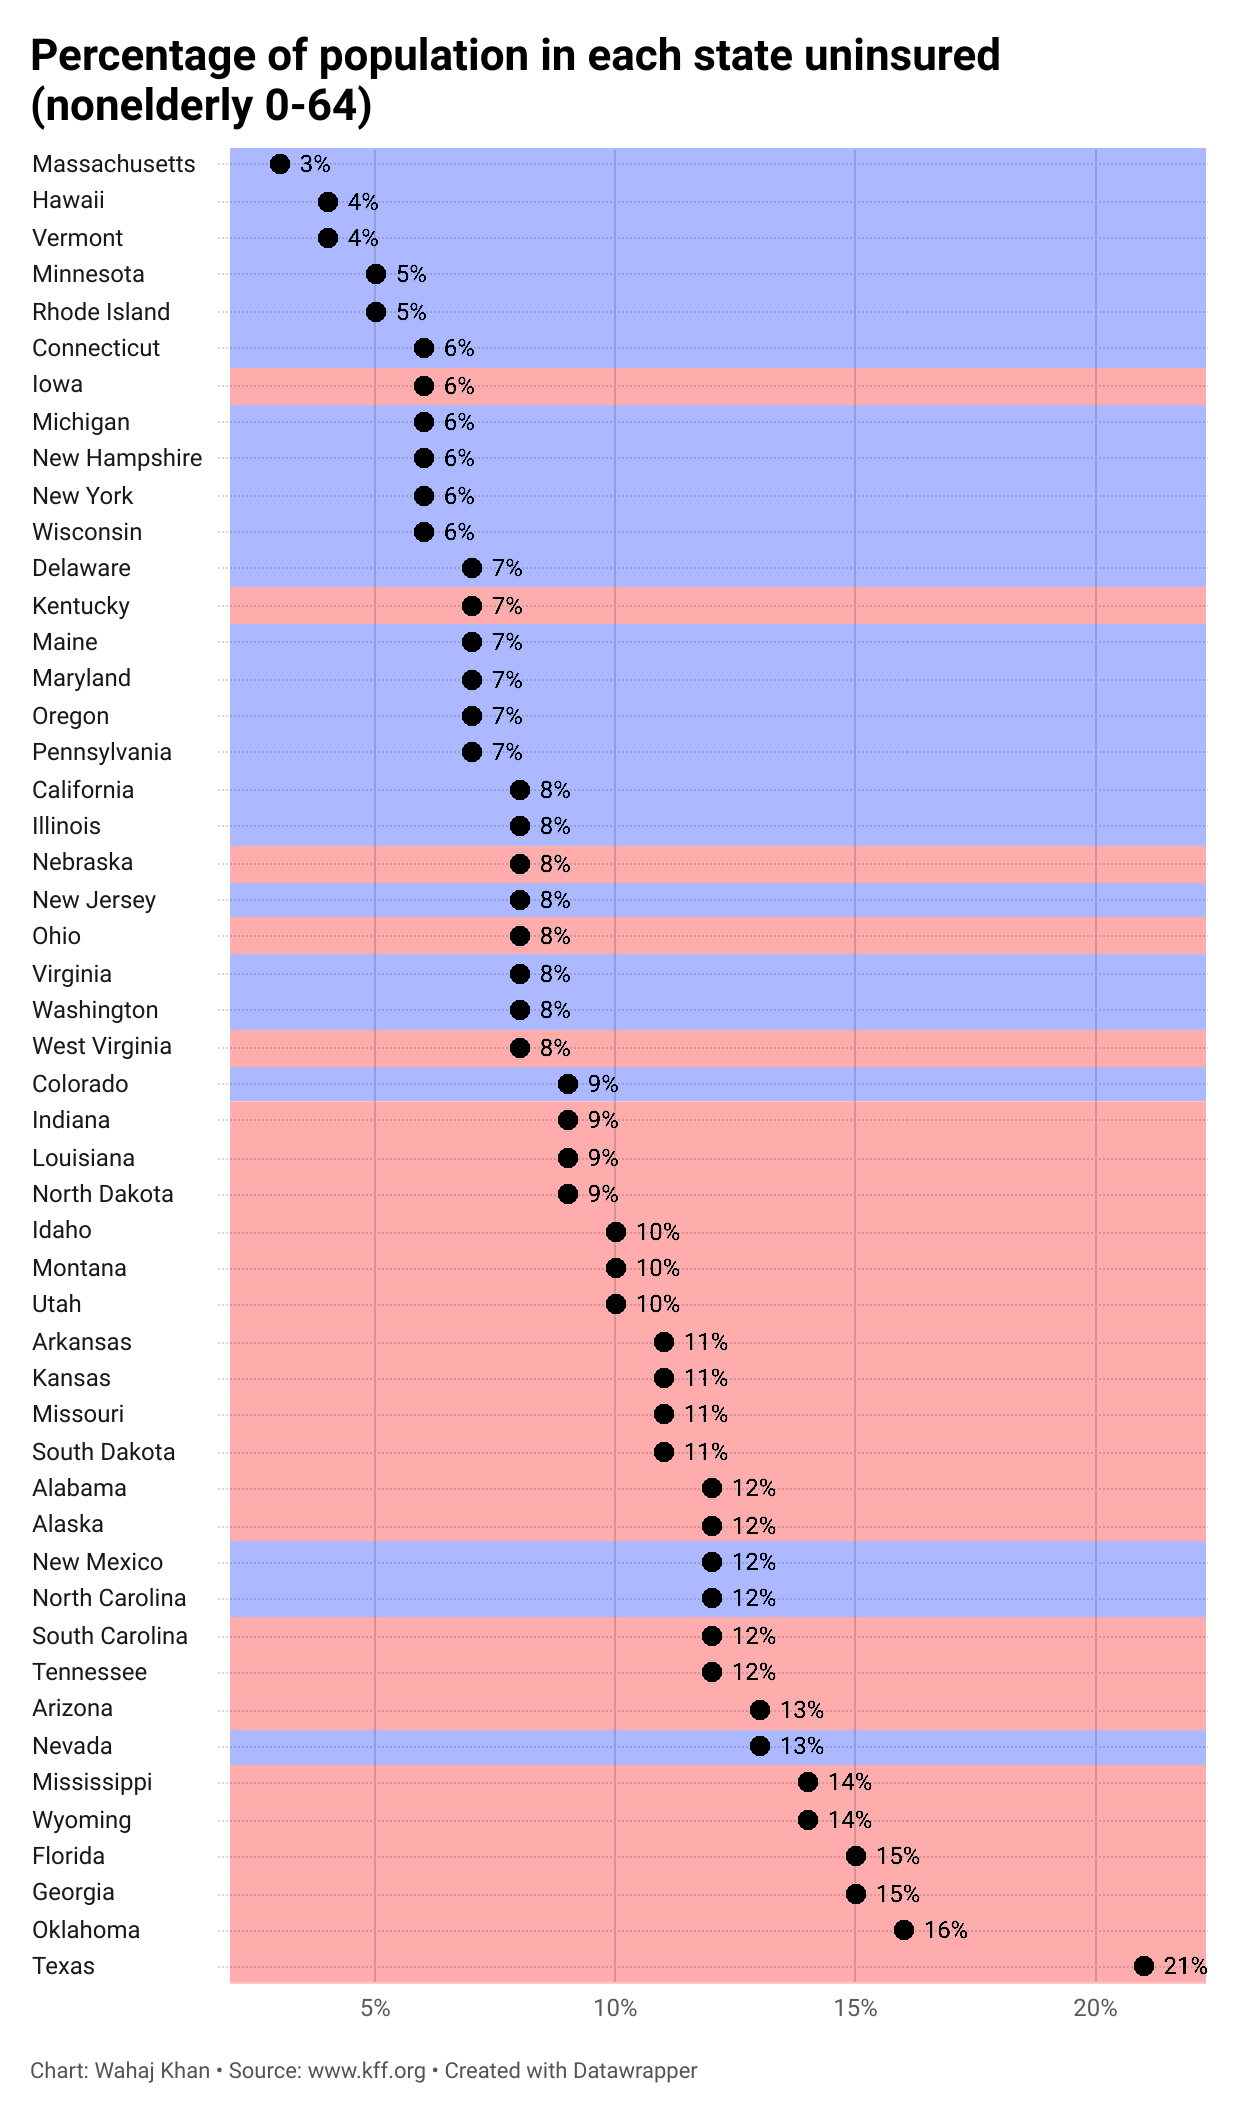 Percentage of population in each state uninsured
(nonelderly 0-64)
Massachusetts 3%
Hawaii 4%
Vermont 4%
Minnesota 5%
Rhode Island 5%
Connecticut 6%
Iowa 6%
Michigan 6%
New Hampshire 6%
New York 6%
Wisconsin 6%
Delaware 7%
Kentucky 7%
Maine 7%
Maryland 7%
Oregon 7%
Pennsylvania 7%
California 8%
Illinois 8%
Nebraska 8%
New Jersey 8%
Ohio 8%
Virginia 8%
Washington 8%
West Virginia 8%
Colorado 9%
Indiana 9%
Louisiana 9%
North Dakota 9%
Idaho 10%
Montana 10%
Utah 10%
Arkansas 11%
Kansas 11%
Missouri 11%
South Dakota 11%
Alabama 12%
Alaska 12%
New Mexico 12%
North Carolina 12%
South Carolina 12%
Tennessee 12%
Arizona 13%
Nevada 13%
Mississippi 14%
Wyoming 14%
Florida 15%
Georgia 15%
Oklahoma 16%
Texas 21%
5% 10% 15% 20%
Chart: Wahaj Khan • Source: www.kff.org • Created with Datawrapper